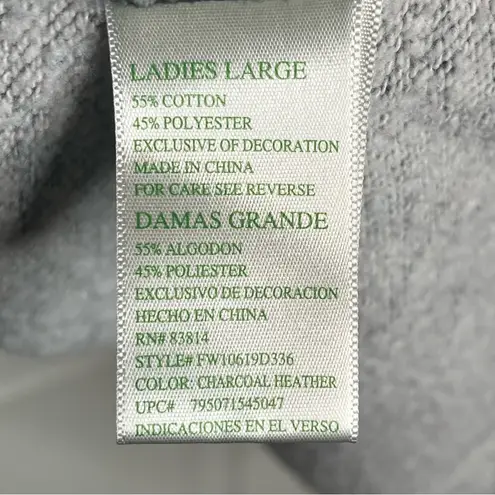 LADIES LARGE
55% COTTON
45% POLYESTER
EXCLUSIVE OF DECORATION
MADE IN CHINA
FOR CARE SEE REVERSE
DAMAS GRANDE
55% ALGODON
45% POLIESTER
EXCLUSIVO DE DECORACION
HECHO EN CHINA
RN# 83814
STYLE# FW10619D336
COLOR: CHARCOAL HEATHER
UPC# 795071545047
INDICACIONES EN EL VERSO